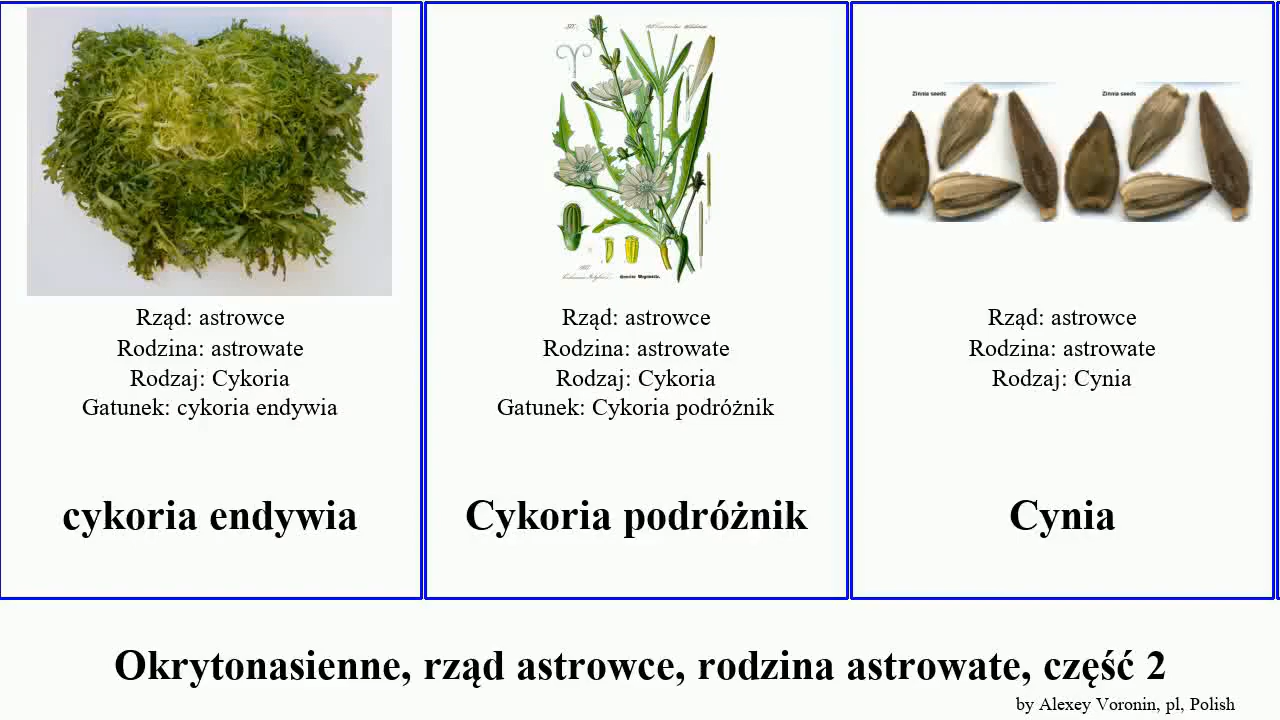 Zinnia seeds
Zinnia seeds
Rząd: astrowce
Rodzina: astrowate
Rodzaj: Cykoria
Gatunek: cykoria endywia
cykoria endywia
Rząd: astrowce
Rodzina: astrowate
Rodzaj: Cykoria
Gatunek: Cykoria podróżnik
Cykoria podróżnik
Rząd: astrowce
Rodzina: astrowate
Rodzaj: Cynia
Cynia
Okrytonasienne, rząd astrowce, rodzina astrowate, część 2
by Alexey Voronin, pl, Polish